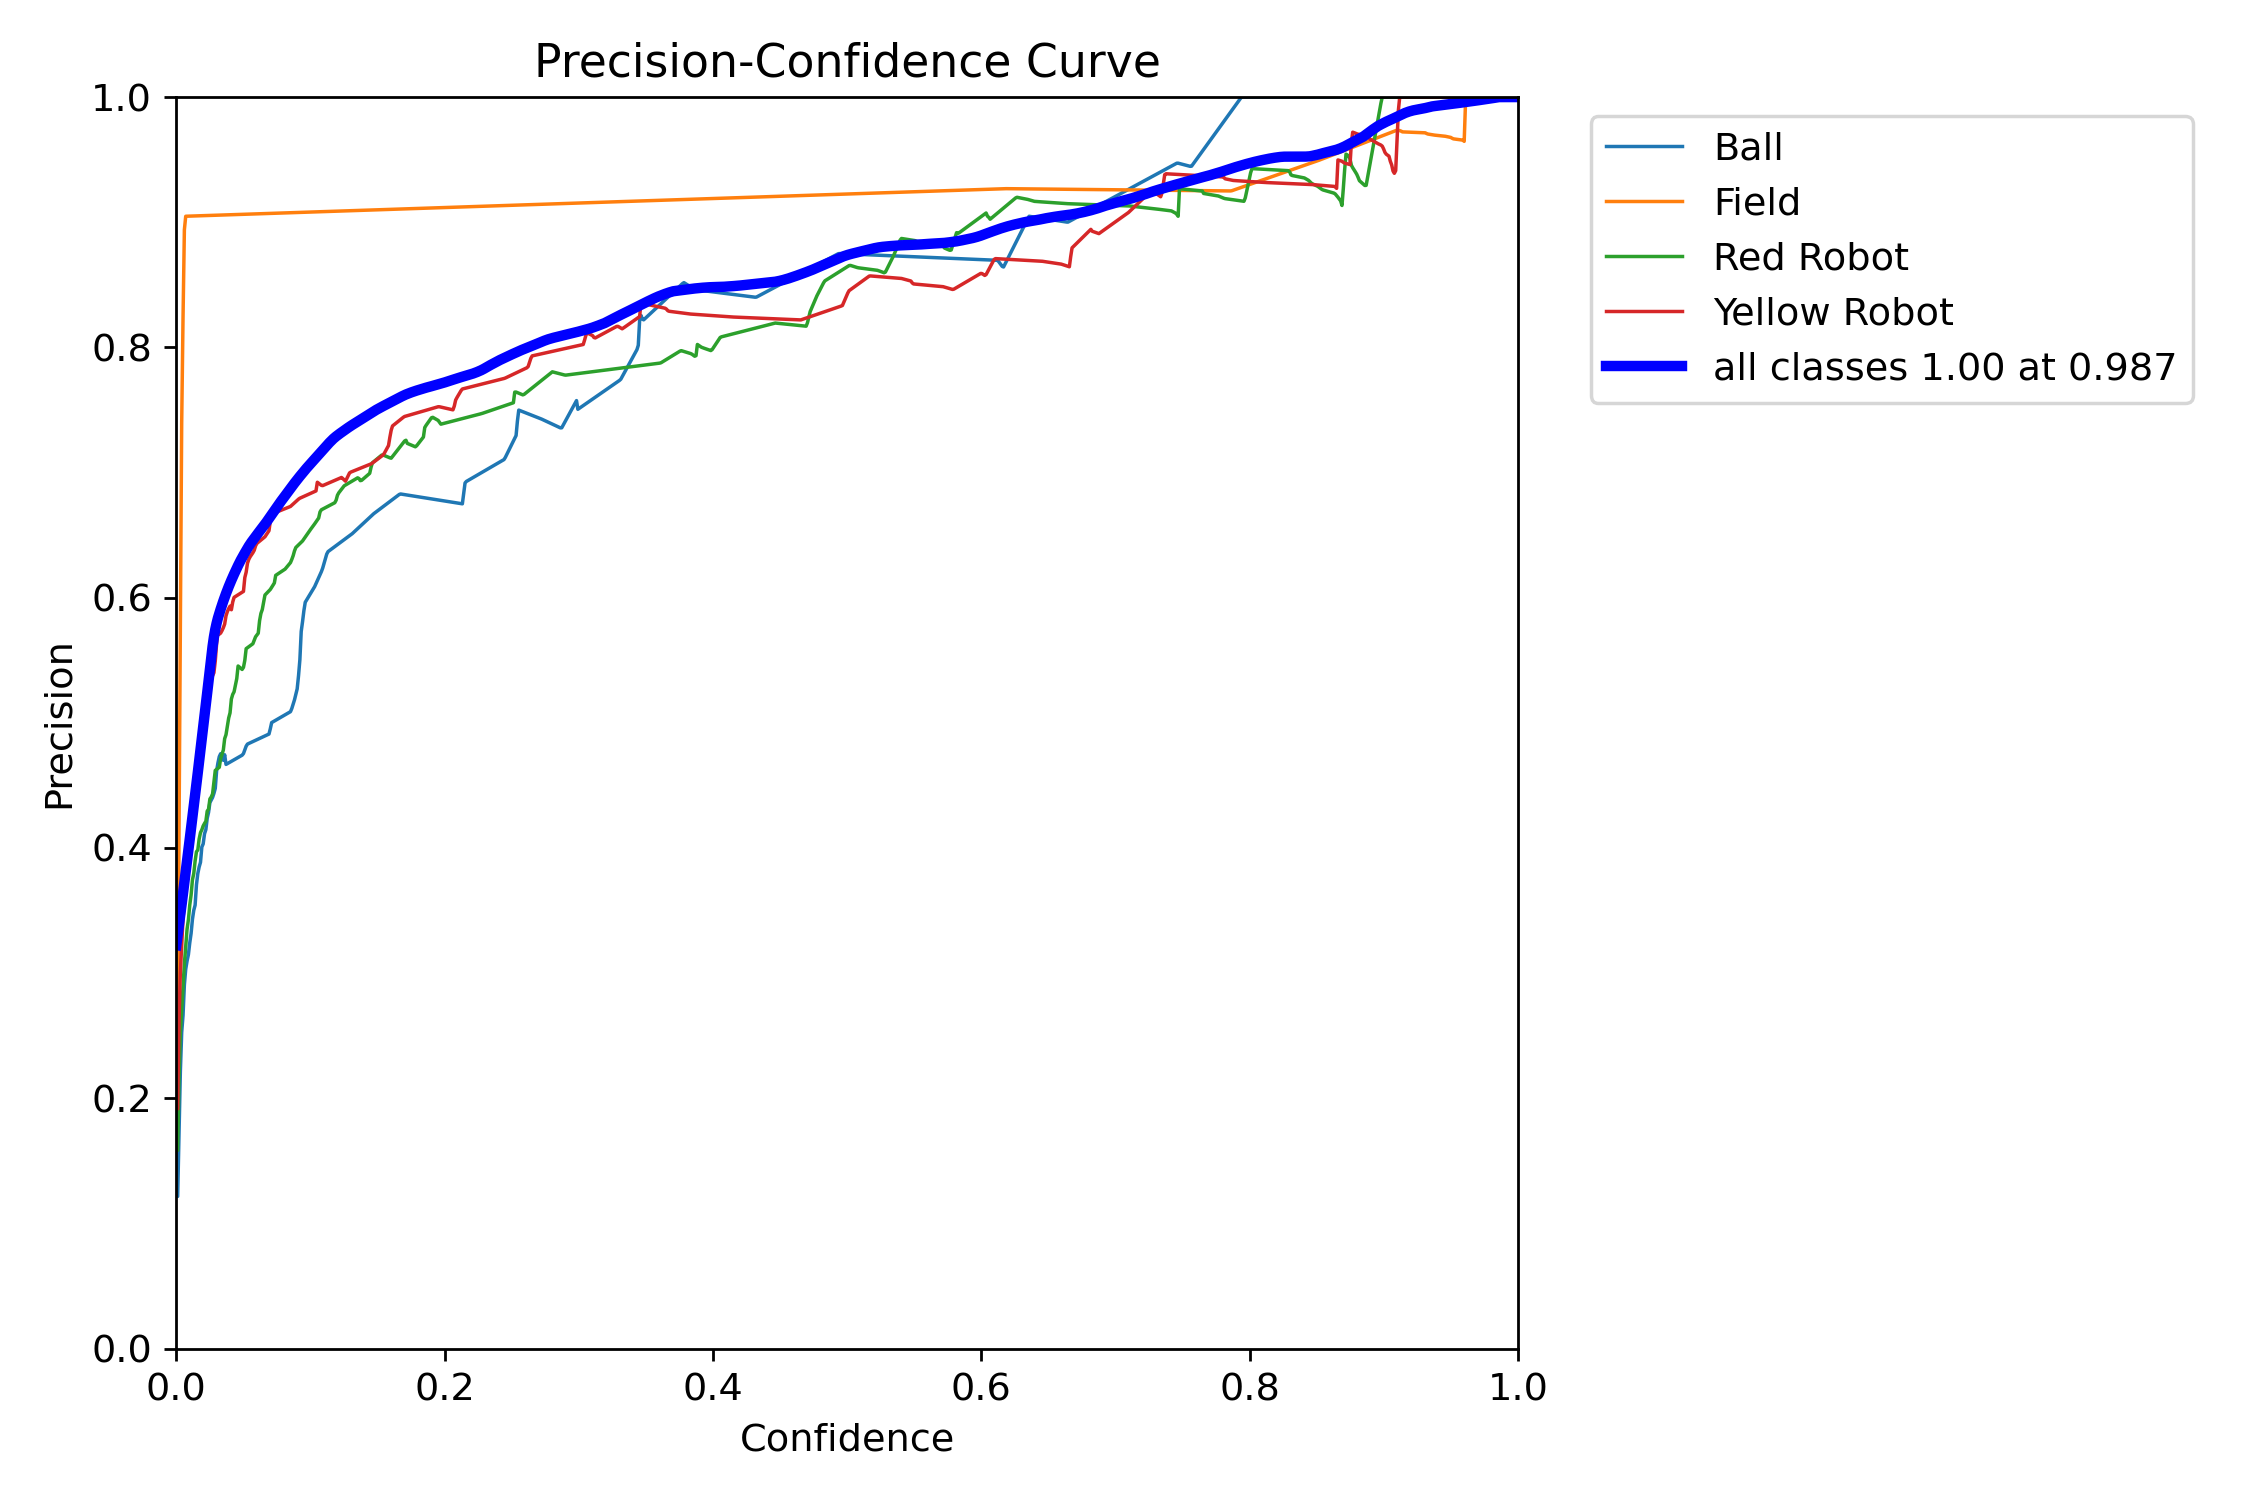 Precision-Confidence Curve
1.0
0.8
0.6
0.4
0.2
0.0
Precision
0.0 0.2 0.4 0.6 0.8 1.0
Confidence
Ball
Field
Red Robot
Yellow Robot
all classes 1.00 at 0.987